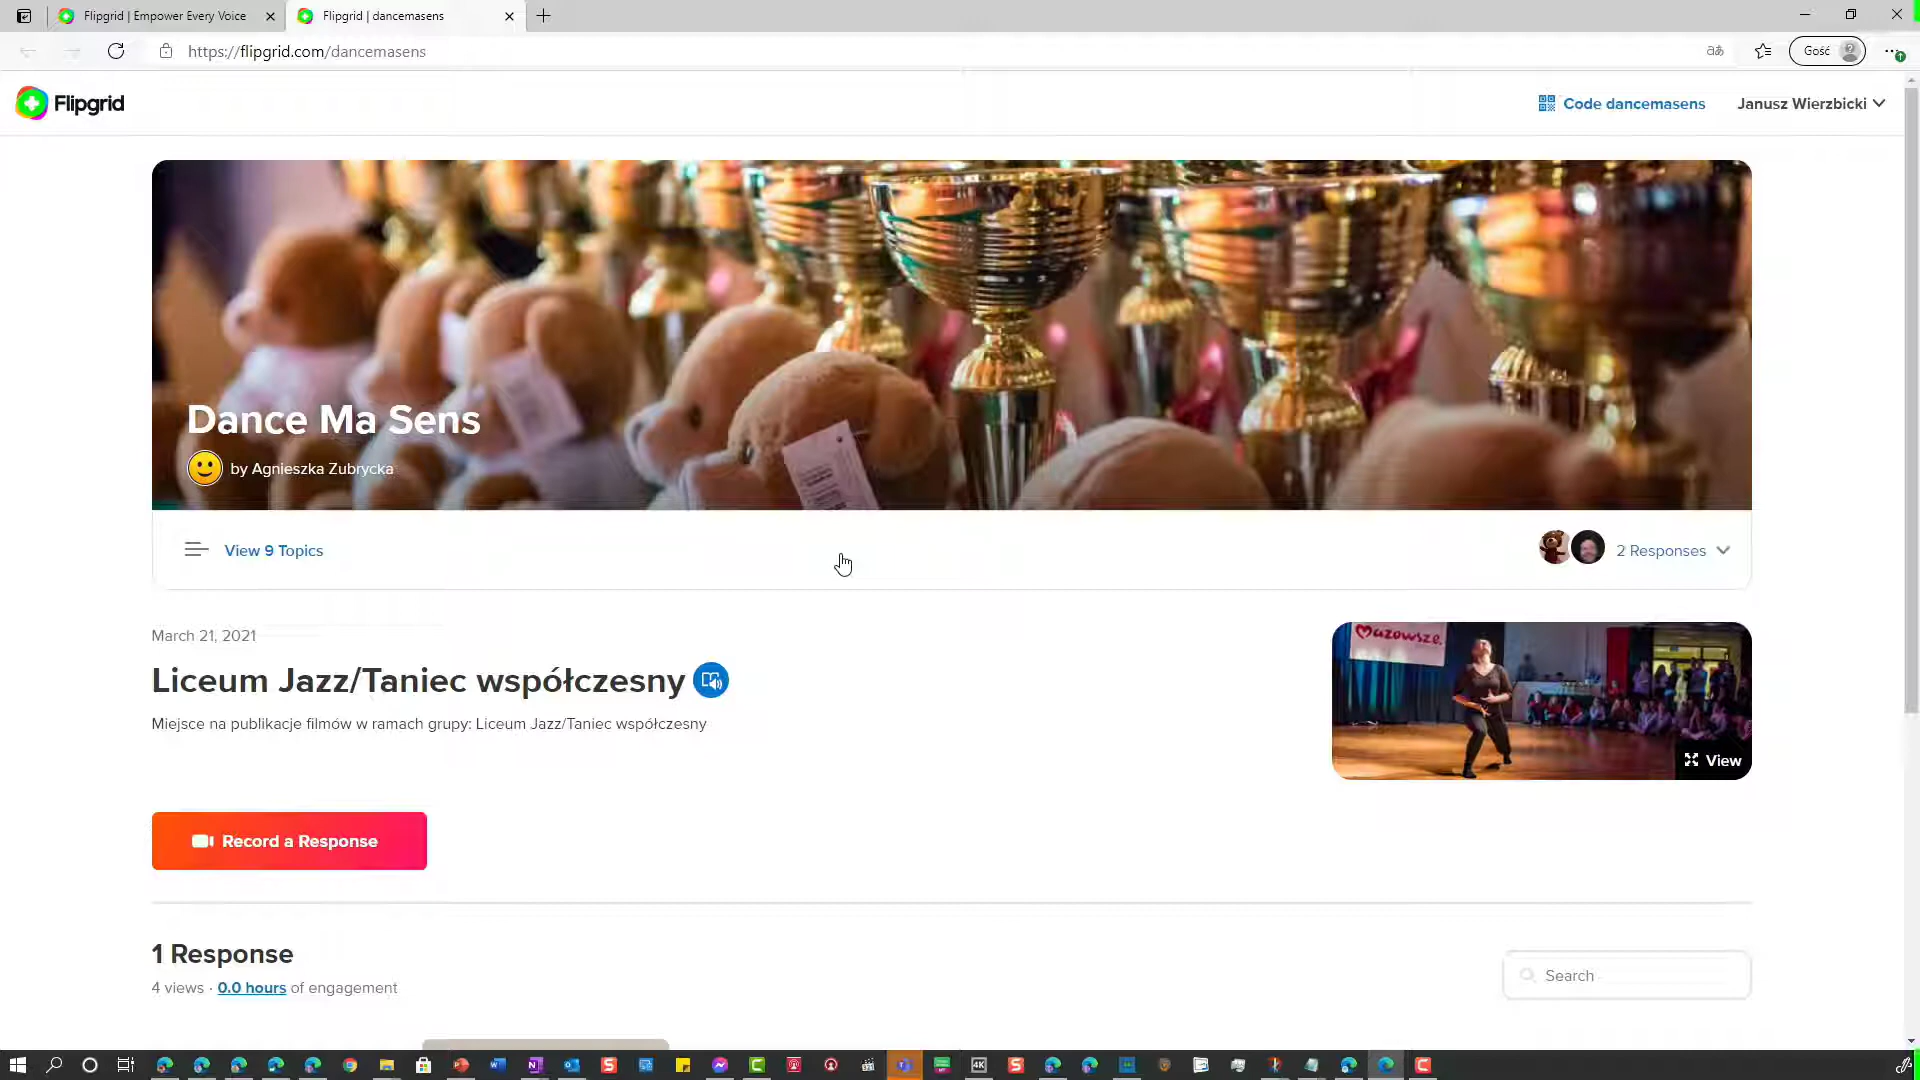 Flipgrid | Empower Every Voice
Flipgrid | dancemasens
https://flipgrid.com/dancemasens
Gość
Flipgrid
Code dancemasens
Janusz Wierzbicki
Dance Ma Sens
by Agnieszka Zubrycka
View 9 Topics
2 Responses
March 21, 2021
Mazowsze.
Liceum Jazz/Taniec współczesny
Miejsce na publikacje filmów w ramach grupy: Liceum Jazz/Taniec współczesny
View
Record a Response
1 Response
4 views · 0.0 hours of engagement
Search